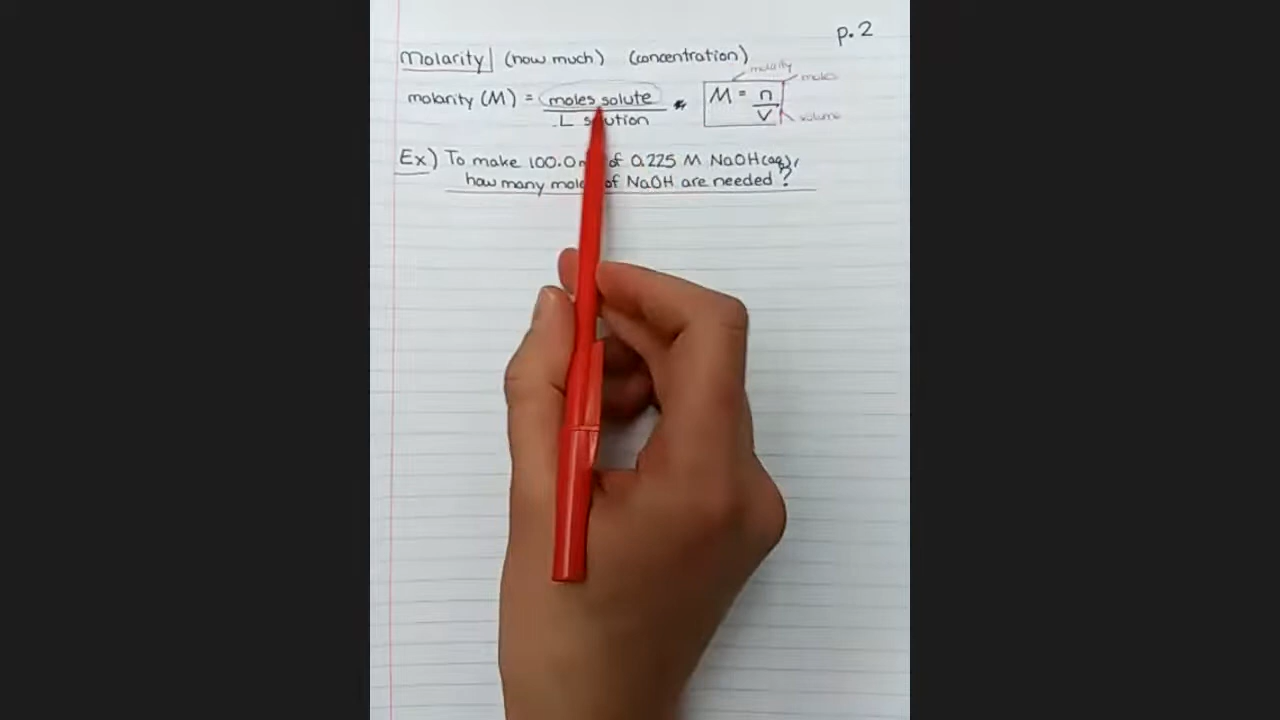 p.2
Molarity (how much) (concentration)
molarity
moles
molarity (M) = moles solute / L solution
M = n / V
volume
Ex) To make 100.0 of 0.225 M NaOH(aq),
how many of NaOH are needed?